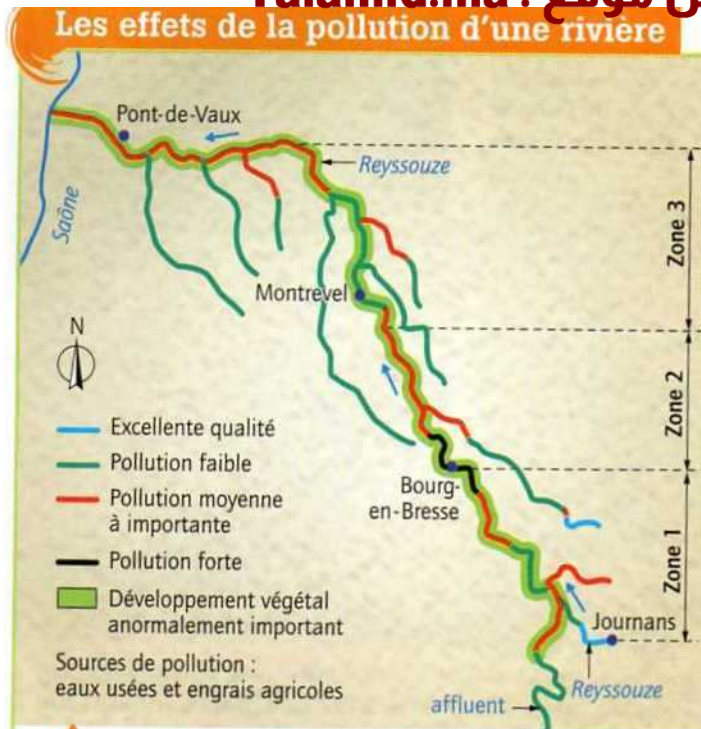 Les effets de la pollution d'une rivière
Pont-de-Vaux
Reyssouze
Saône
Zone 3
Montrevel
N
Zone 2
Excellente qualité
Pollution faible
Pollution moyenne
à importante
Pollution forte
Développement végétal
anormalement important
Bourg-
en-Bresse
Zone 1
Journans
Sources de pollution :
eaux usées et engrais agricoles
affluent
Reyssouze